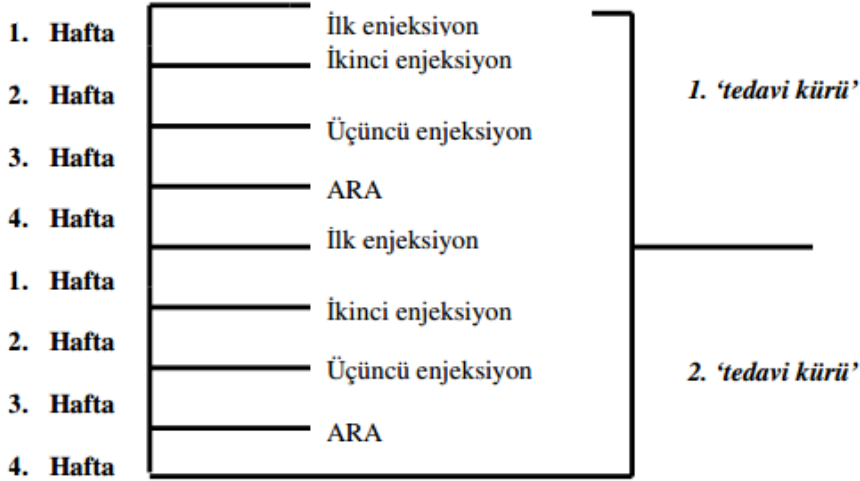 1. Hafta
İlk enjeksiyon
İkinci enjeksiyon
1. ‘tedavi kürü’
2. Hafta
Üçüncü enjeksiyon
3. Hafta
ARA
4. Hafta
İlk enjeksiyon
1. Hafta
İkinci enjeksiyon
2. Hafta
Üçüncü enjeksiyon
2. ‘tedavi kürü’
3. Hafta
ARA
4. Hafta